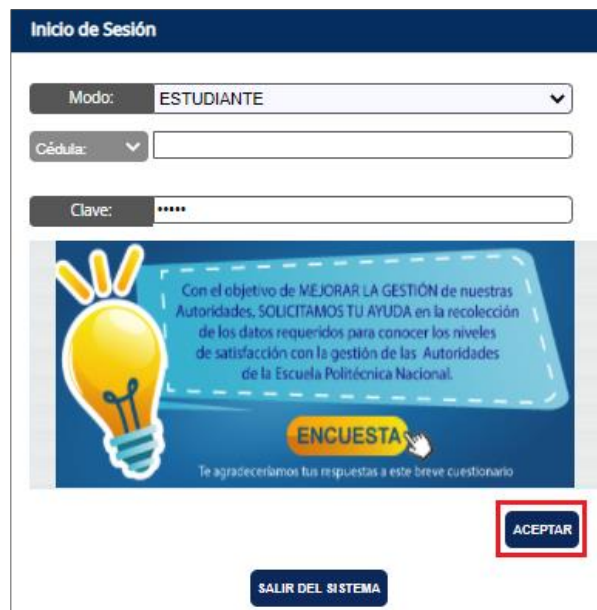 Inicio de Sesión
Modo: ESTUDIANTE
Cédula:
Clave: •••••
Con el objetivo de MEJORAR LA GESTIÓN de nuestras
Autoridades, SOLICITAMOS TU AYUDA en la recolección
de los datos requeridos para conocer los niveles
de satisfacción con la gestión de las Autoridades
de la Escuela Politécnica Nacional.
ENCUESTA
Te agradeceríamos tus respuestas a este breve cuestionario
ACEPTAR
SALIR DEL SISTEMA